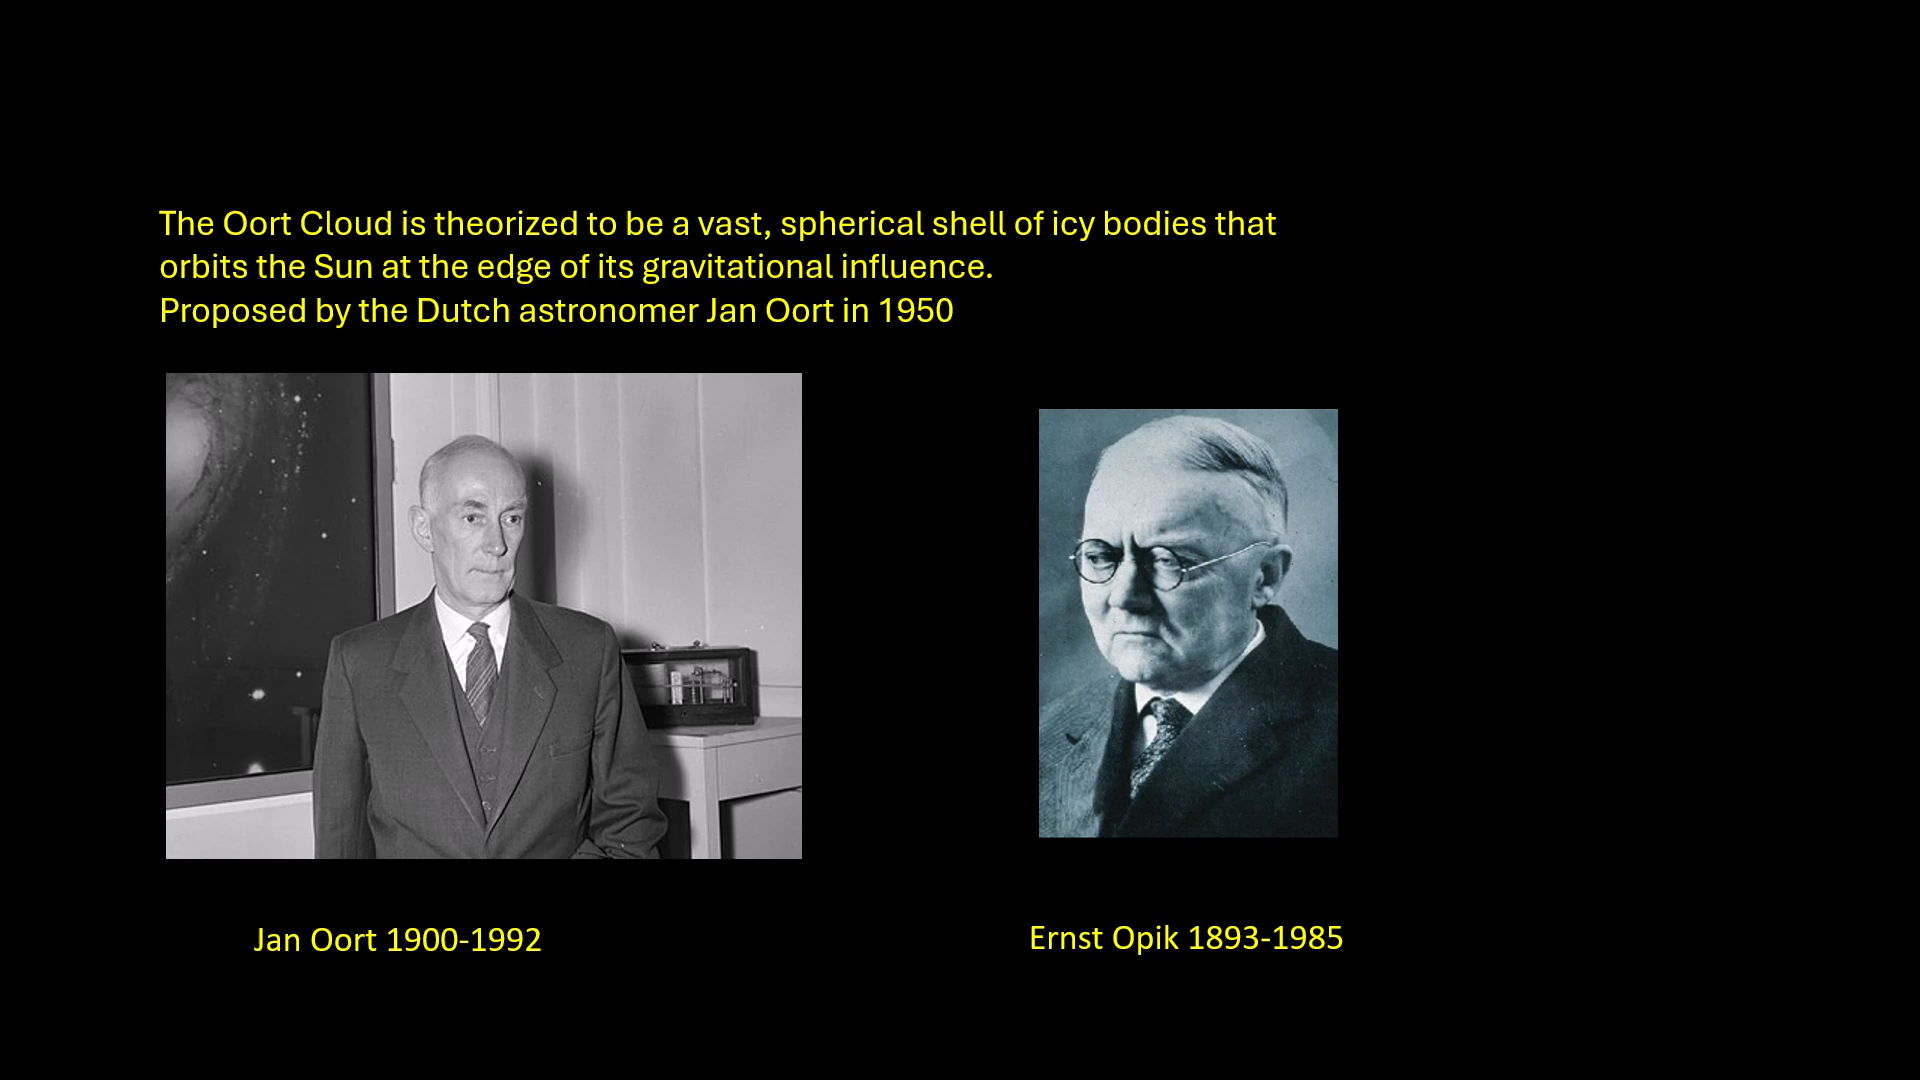 The Oort Cloud is theorized to be a vast, spherical shell of icy bodies that
orbits the Sun at the edge of its gravitational influence.
Proposed by the Dutch astronomer Jan Oort in 1950
Jan Oort 1900-1992
Ernst Opik 1893-1985